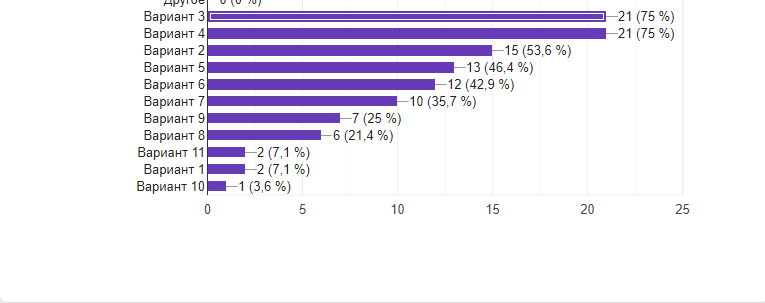 Другое 0 (0 %)
Вариант 3 21 (75 %)
Вариант 4 21 (75 %)
Вариант 2 15 (53,6 %)
Вариант 5 13 (46,4 %)
Вариант 6 12 (42,9 %)
Вариант 7 10 (35,7 %)
Вариант 9 7 (25 %)
Вариант 8 6 (21,4 %)
Вариант 11 2 (7,1 %)
Вариант 1 2 (7,1 %)
Вариант 10 1 (3,6 %)
0 5 10 15 20 25